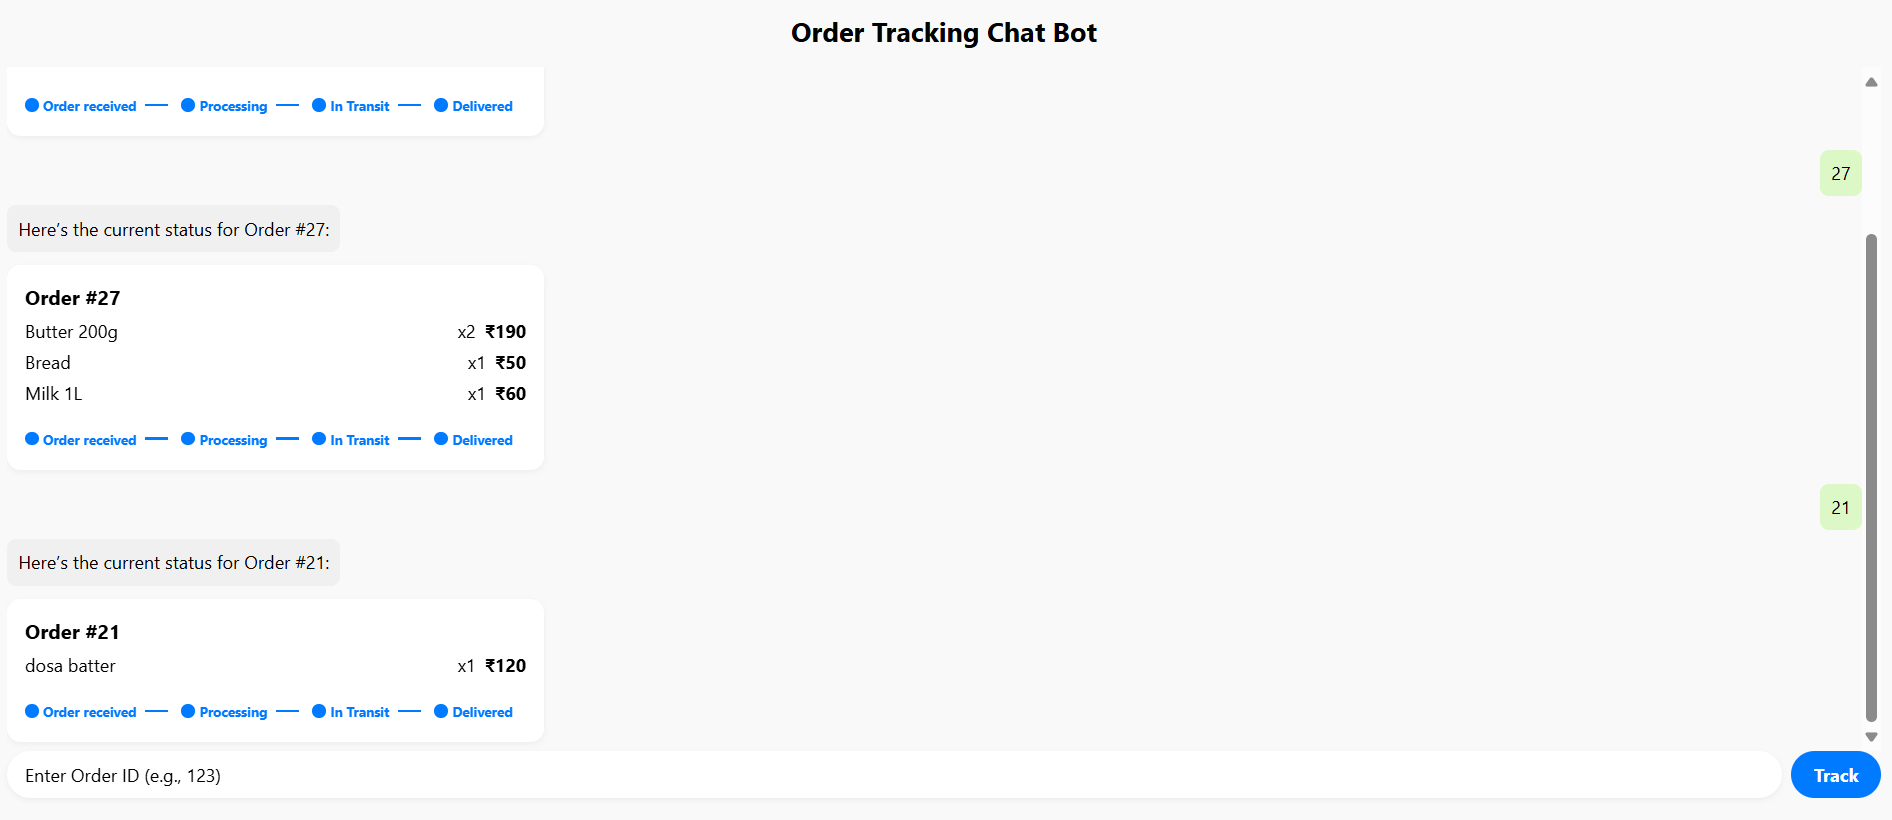 Order Tracking Chat Bot
Order received Processing In Transit Delivered
27
Here's the current status for Order #27:
Order #27
Butter 200g x2 ₹190
Bread x1 ₹50
Milk 1L x1 ₹60
Order received Processing In Transit Delivered
21
Here's the current status for Order #21:
Order #21
dosa batter x1 ₹120
Order received Processing In Transit Delivered
Enter Order ID (e.g., 123) Track